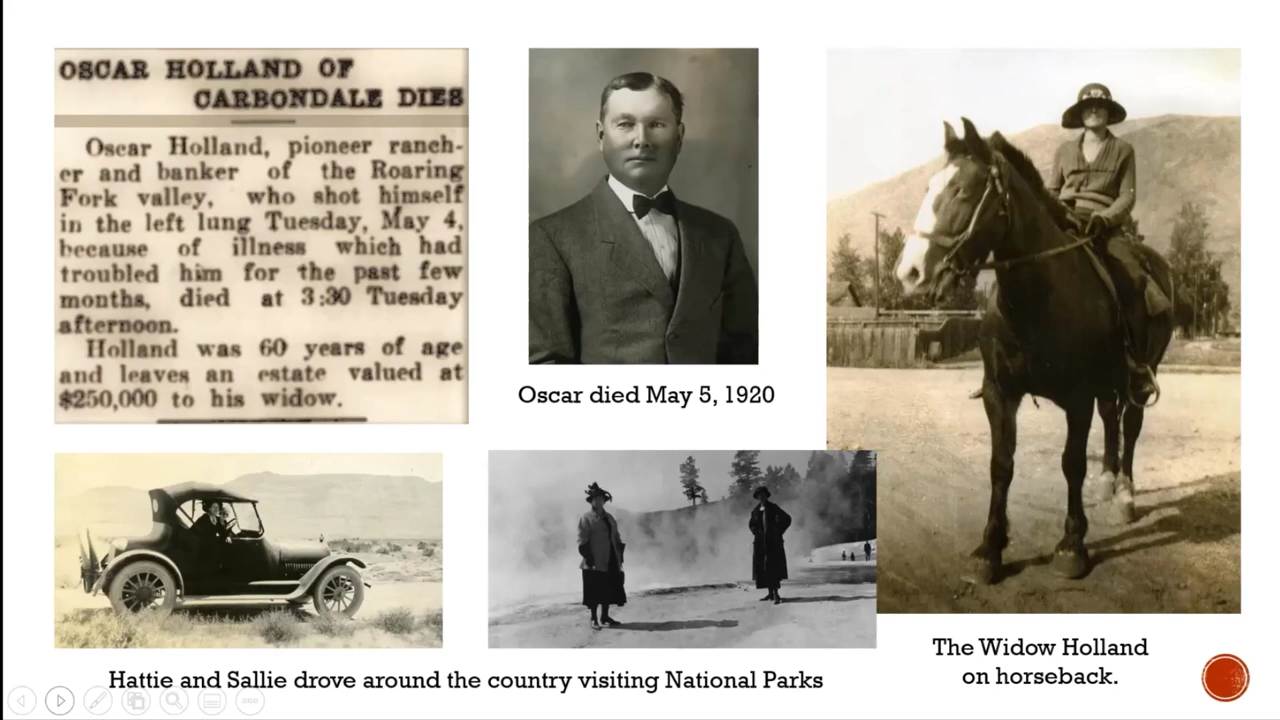 OSCAR HOLLAND OF
CARBONDALE DIES
Oscar Holland, pioneer ranch-
er and banker of the Roaring
Fork valley, who shot himself
in the left lung Tuesday, May 4,
because of illness which had
troubled him for the past few
months, died at 3:30 Tuesday
afternoon.
Holland was 60 years of age
and leaves an estate valued at
$250,000 to his widow.
Oscar died May 5, 1920
Hattie and Sallie drove around the country visiting National Parks
The Widow Holland
on horseback.